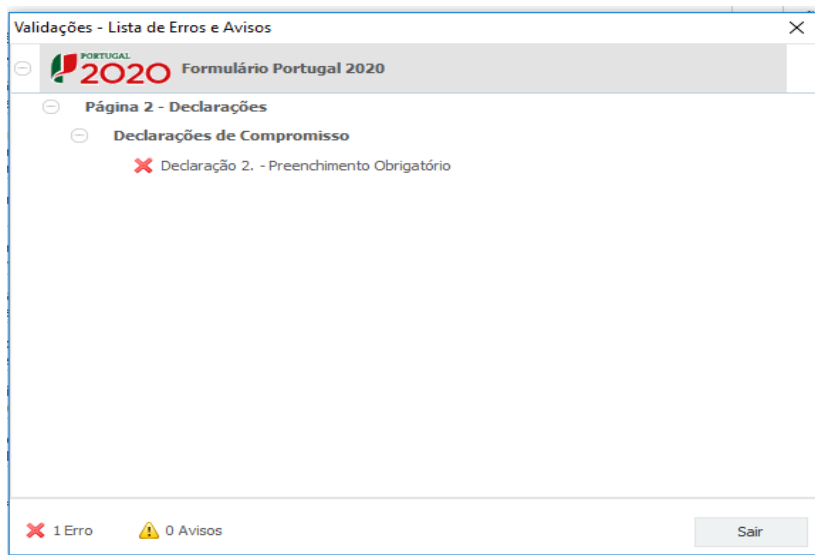 Validações - Lista de Erros e Avisos
PORTUGAL
2020
Formulário Portugal 2020
Página 2 - Declarações
Declarações de Compromisso
Declaração 2. - Preenchimento Obrigatório
1 Erro
0 Avisos
Sair